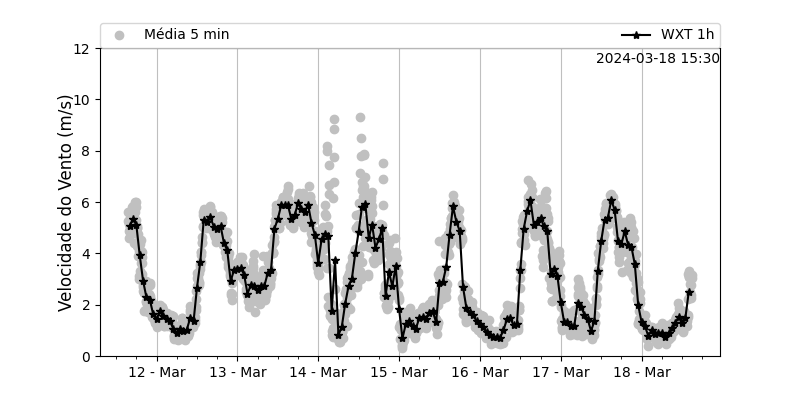 Média 5 min
WXT 1h
2024-03-18 15:30
Velocidade do Vento (m/s)
12
10
8
6
4
2
0
12 - Mar
13 - Mar
14 - Mar
15 - Mar
16 - Mar
17 - Mar
18 - Mar